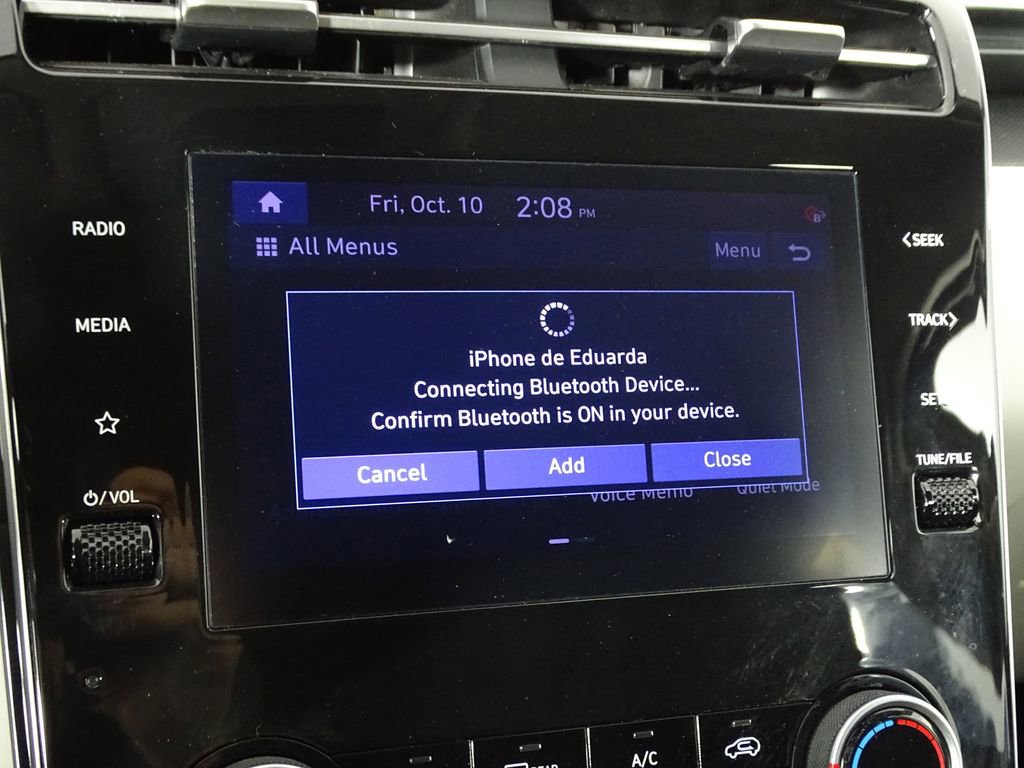 Fri, Oct. 10 2:08 PM
B
All Menus
Menu
iPhone de Eduarda
Connecting Bluetooth Device...
Confirm Bluetooth is ON in your device.
Cancel Add Close
Voice Memo Quiet Mode
RADIO
MEDIA
/VOL
<SEEK
TRACK>
TUNE/FILE
REAR
A/C